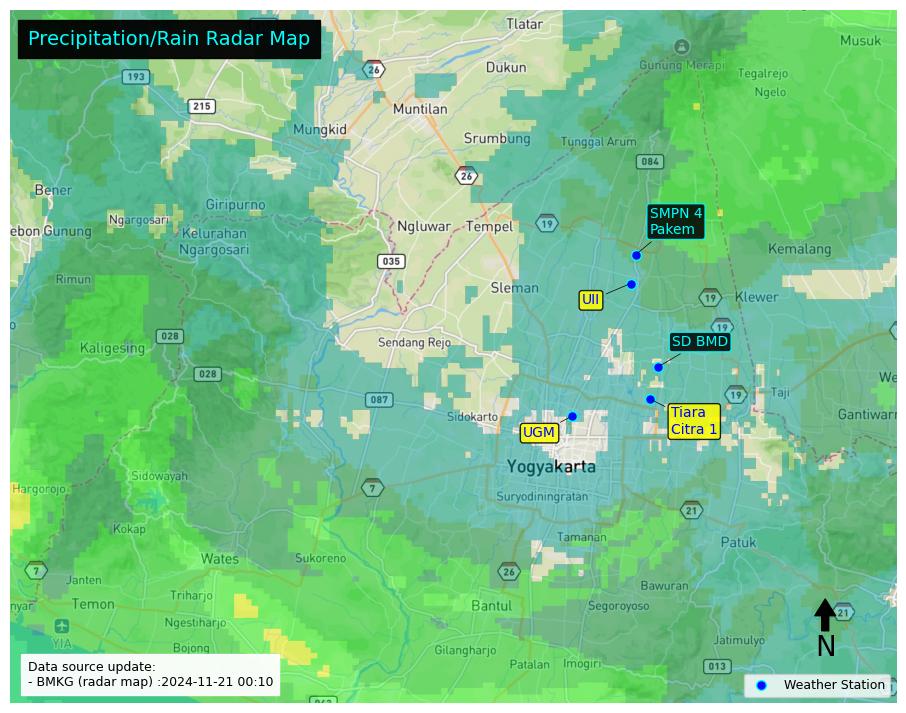 Precipitation/Rain Radar Map
Tlatar
Musuk
Gunung Merapi
26
193
Dukun
Tegalrejo
Ngelo
215
Muntilan
Mungkid
Srumbung
Tunggal Arum
084
26
Bener
Giripurno
SMPN 4
Pakem
Ngargosari
19
Ngluwar
Tempel
ebon Gunung
Kelurahan
Ngargosari
Kemalang
035
Rimun
Sleman
UII
19
Klewer
19
028
Kaligesing
Sendang Rejo
SD BMD
028
We
087
19
Taji
Sidokarto
Tiara
Citra 1
Gantiwarn
UGM
Yogyakarta
Sidowayah
Hargorojo
7
Suryodiningratan
21
Kokap
Tamanan
Patuk
Wates
Sukoreno
7
26
Janten
Bawuran
nyar
Temon
Triharjo
Bantul
Segoroyoso
21
Ngestiharjo
YIA
Bojong
N
Jatimulyo
Gilangharjo
Patalan
Imogiri
013
Data source update:
- BMKG (radar map) :2024-11-21 00:10
Weather Station